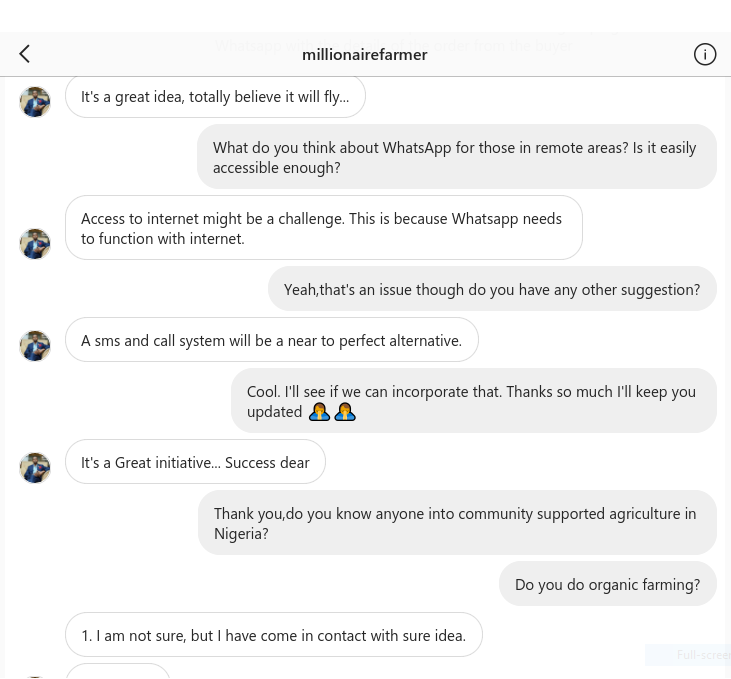 millionairefarmer
It's a great idea, totally believe it will fly...
What do you think about WhatsApp for those in remote areas? Is it easily
accessible enough?
Access to internet might be a challenge. This is because Whatsapp needs
to function with internet.
Yeah,that's an issue though do you have any other suggestion?
A sms and call system will be a near to perfect alternative.
Cool. I'll see if we can incorporate that. Thanks so much I'll keep you
updated 🤦‍♂️🤦‍♂️
It's a Great initiative... Success dear
Thank you,do you know anyone into community supported agriculture in
Nigeria?
Do you do organic farming?
1. I am not sure, but I have come in contact with sure idea.
Full-scree